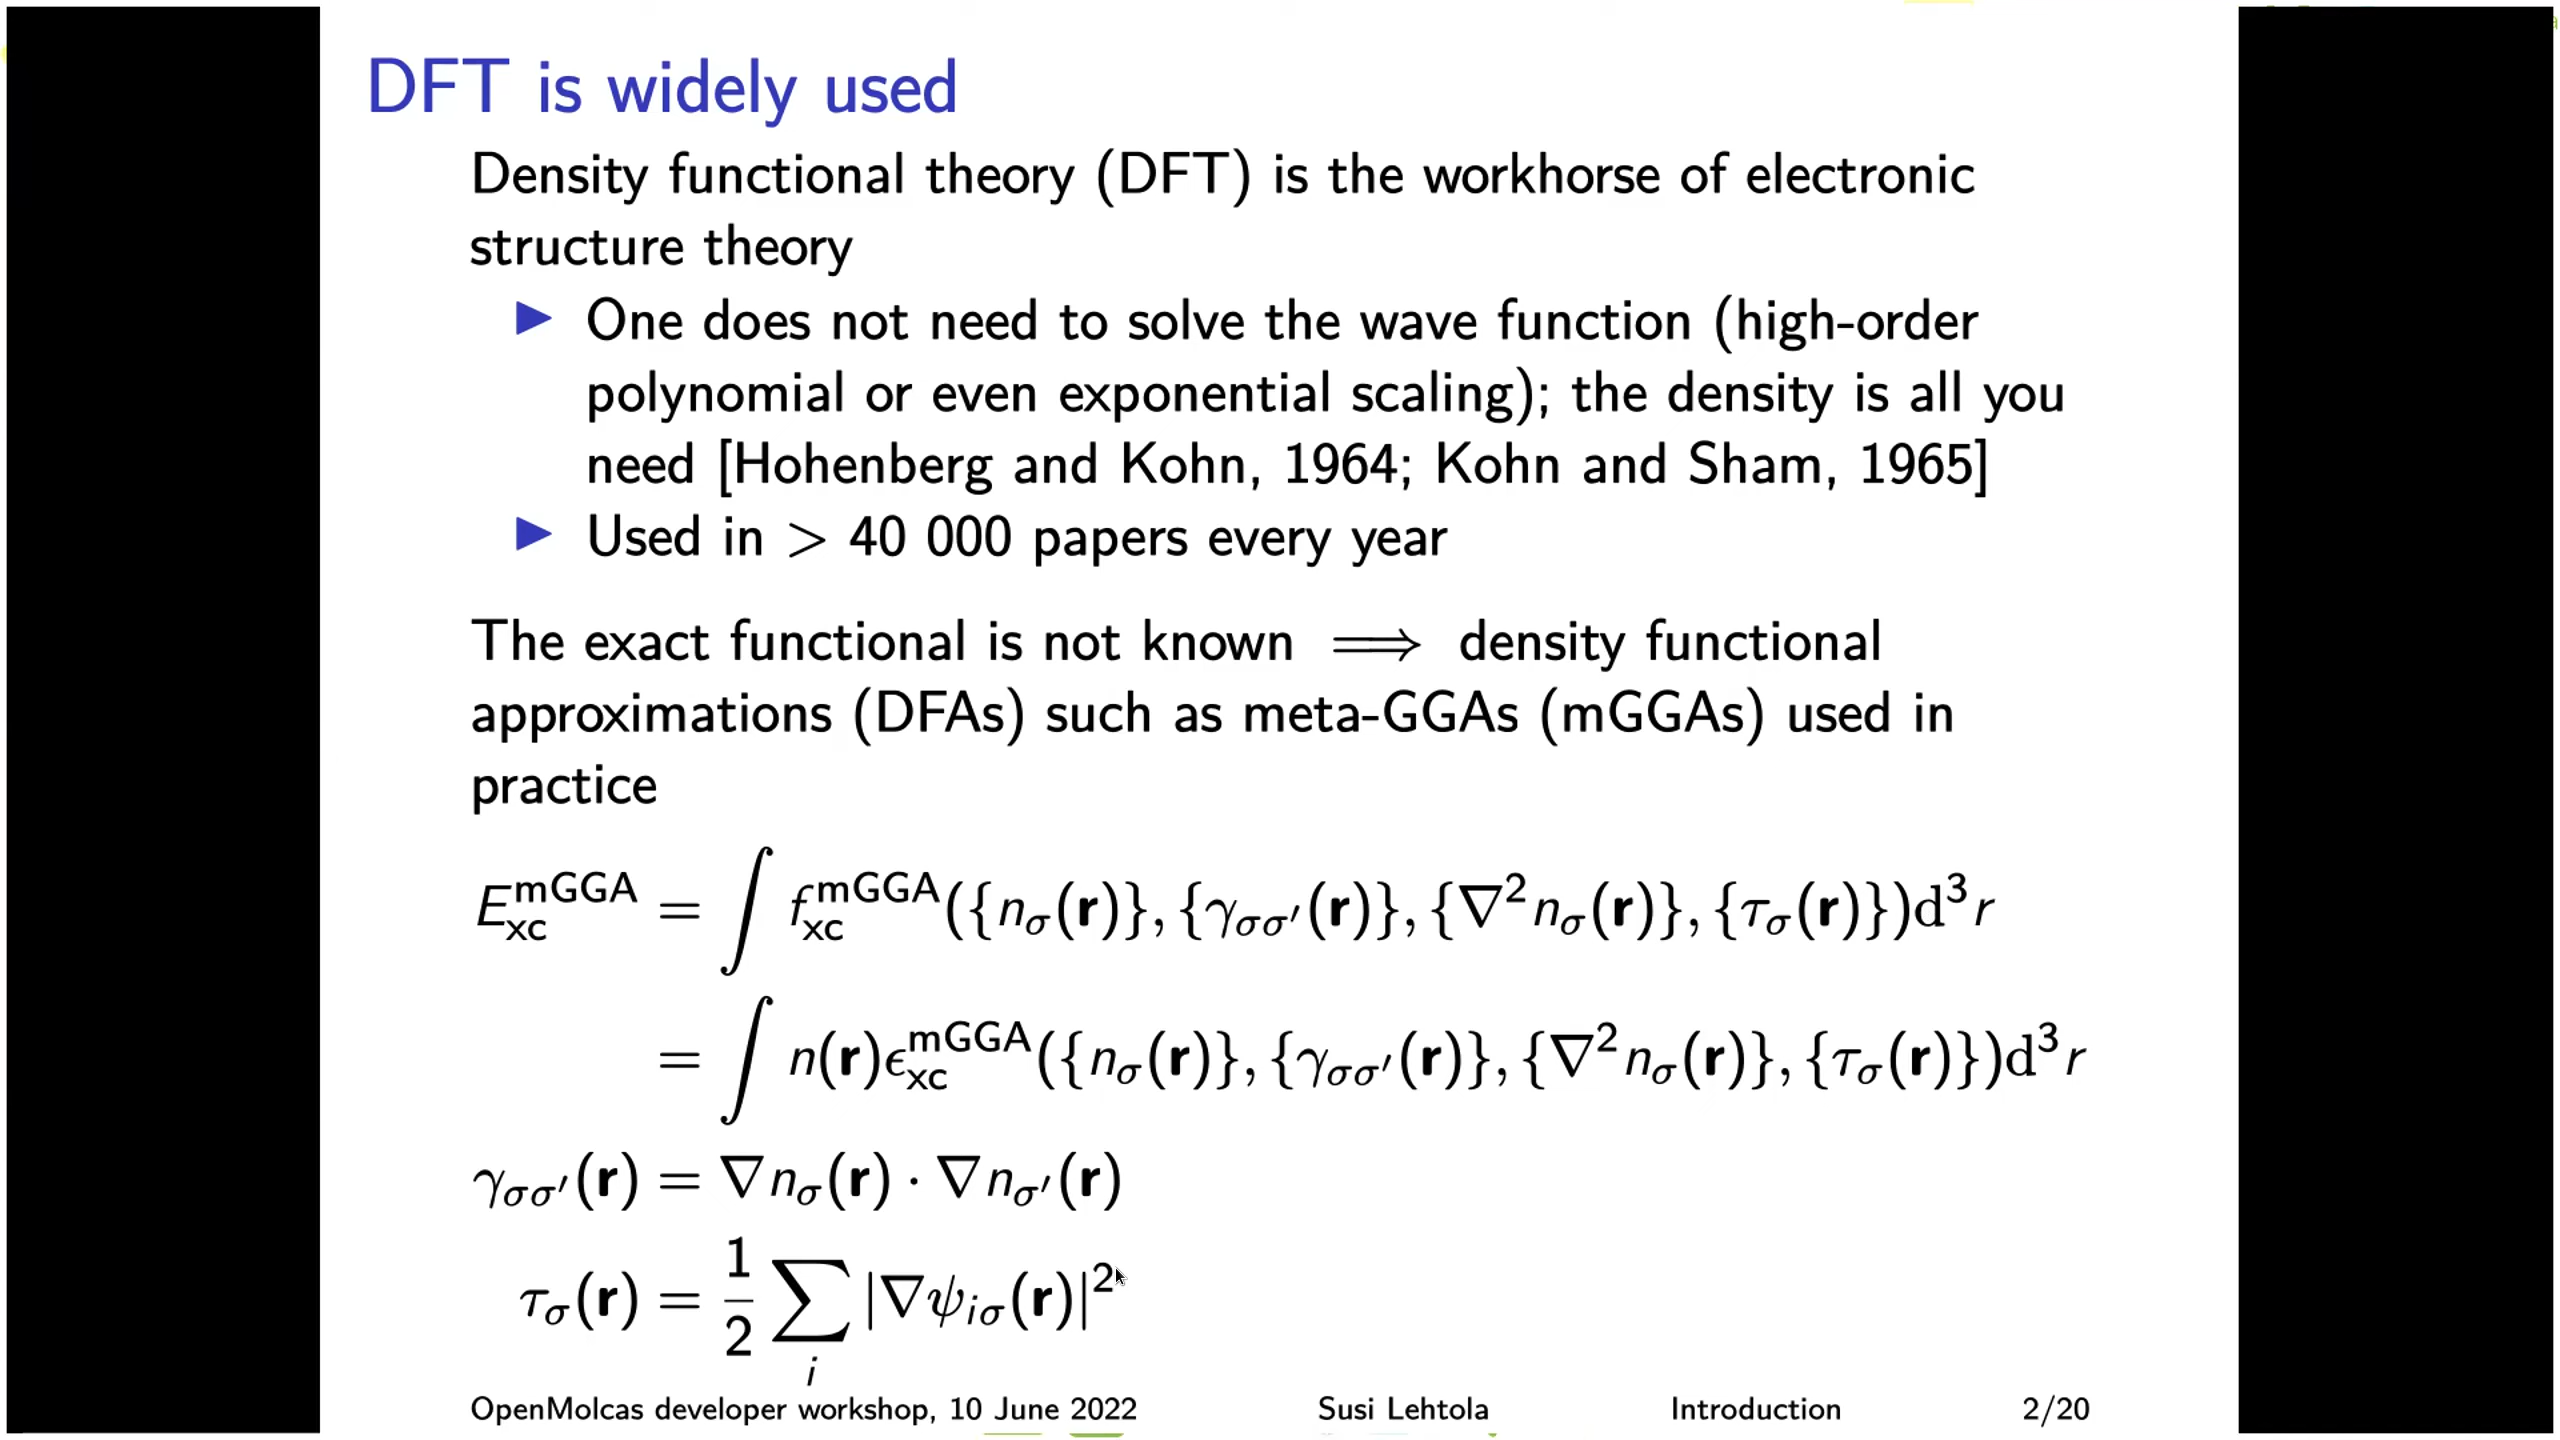 DFT is widely used
Density functional theory (DFT) is the workhorse of electronic
structure theory
▶ One does not need to solve the wave function (high-order
polynomial or even exponential scaling); the density is all you
need [Hohenberg and Kohn, 1964; Kohn and Sham, 1965]
▶ Used in > 40 000 papers every year
The exact functional is not known ⟹ density functional
approximations (DFAs) such as meta-GGAs (mGGAs) used in
practice
E_xc^mGGA = ∫ f_xc^mGGA({n_σ(r)}, {γ_σσ′(r)}, {∇²n_σ(r)}, {τ_σ(r)})d³r
= ∫ n(r)ϵ_xc^mGGA({n_σ(r)}, {γ_σσ′(r)}, {∇²n_σ(r)}, {τ_σ(r)})d³r
γ_σσ′(r) = ∇n_σ(r) · ∇n_σ′(r)
τ_σ(r) = 1/2 ∑_i |∇ψ_iσ(r)|²
OpenMolcas developer workshop, 10 June 2022 Susi Lehtola Introduction 2/20